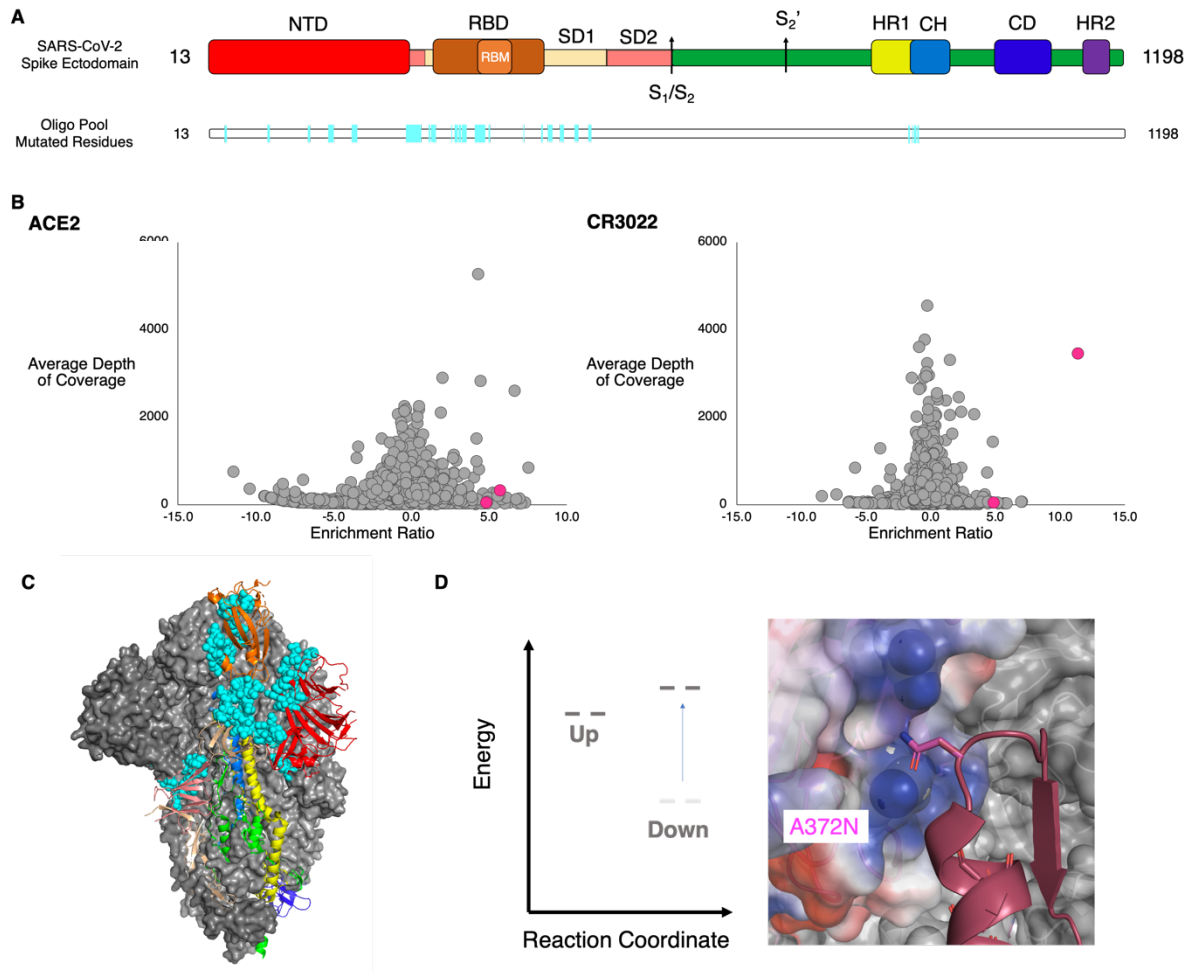 A
SARS-CoV-2
Spike Ectodomain
13
NTD
RBD
RBM
SD1
SD2
S1/S2
S2’
HR1
CH
CD
HR2
1198
Oligo Pool
Mutated Residues
13
1198
B
ACE2
6000
4000
2000
0
Average Depth
of Coverage
-15.0 -10.0 -5.0 0.0 5.0 10.0
Enrichment Ratio
CR3022
6000
4000
2000
0
Average Depth
of Coverage
-15.0 -10.0 -5.0 0.0 5.0 10.0 15.0
Enrichment Ratio
C
D
Energy
Up
Down
Reaction Coordinate
A372N